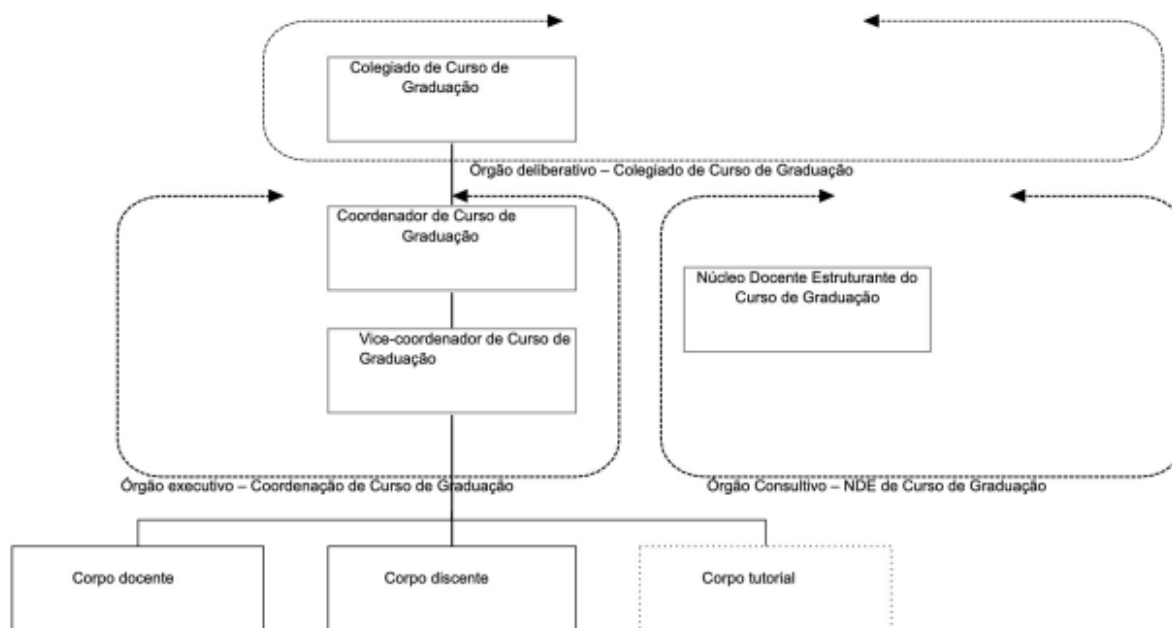 Colegiado de Curso de
Graduação
Órgão deliberativo – Colegiado de Curso de Graduação
Coordenador de Curso de
Graduação
Núcleo Docente Estruturante do
Curso de Graduação
Vice-coordenador de Curso de
Graduação
Órgão executivo – Coordenação de Curso de Graduação
Órgão Consultivo – NDE de Curso de Graduação
Corpo docente
Corpo discente
Corpo tutorial